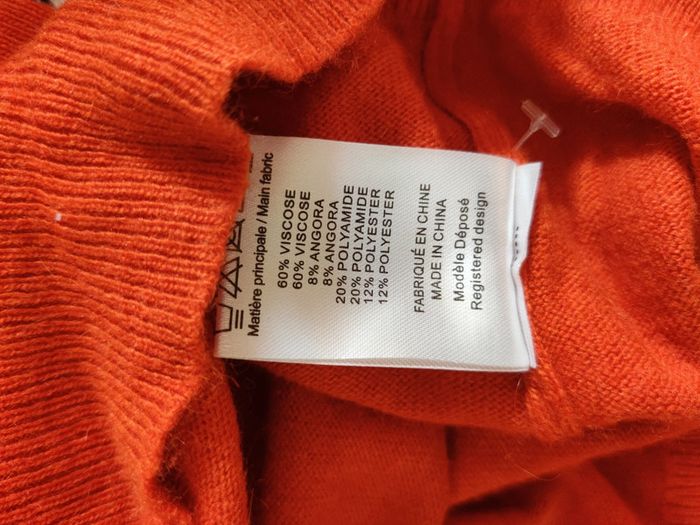 Matière principale / Main fabric
60% VISCOSE
60% VISCOSE
8% ANGORA
8% ANGORA
20% POLYAMIDE
20% POLYAMIDE
12% POLYESTER
12% POLYESTER
FABRIQUÉ EN CHINE
MADE IN CHINA
Modèle Déposé
Registered design